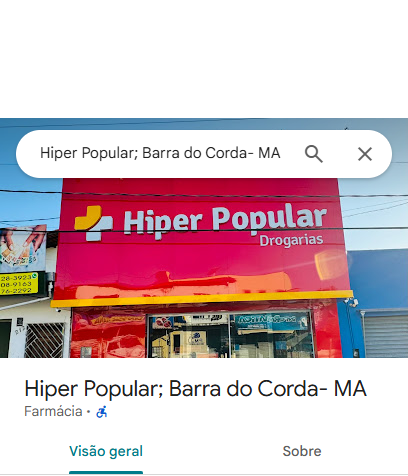 Hiper Popular; Barra do Corda- MA
Hiper Popular
Drogarias
28-3923
08-9163
76-2292
Hiper Popular; Barra do Corda- MA
Farmácia ·
Visão geral
Sobre